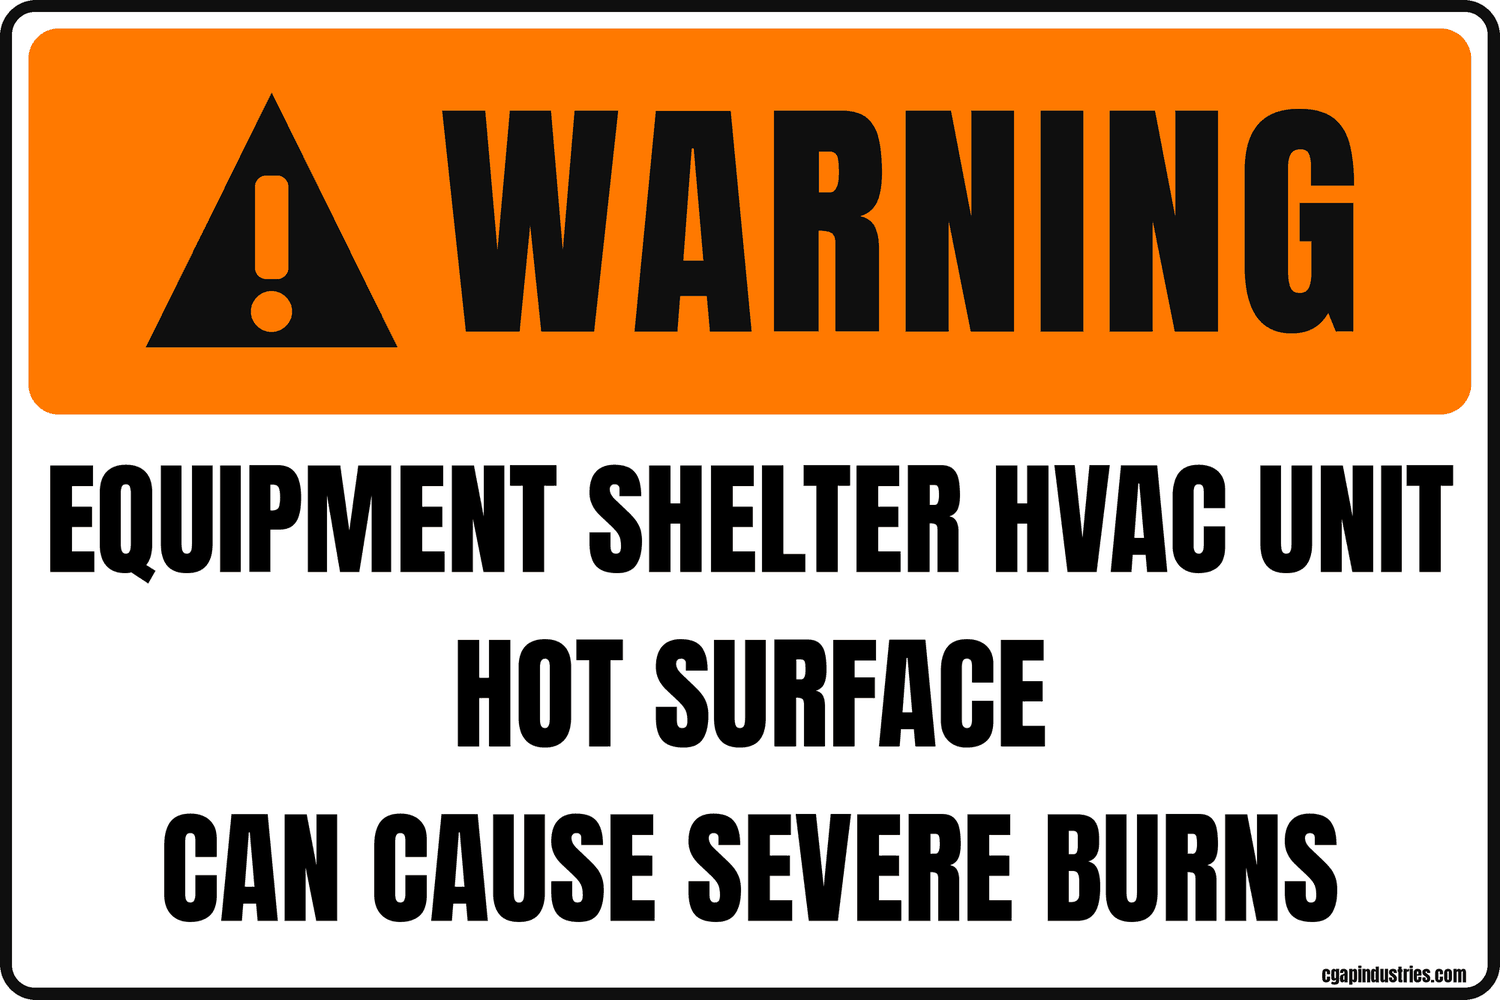 WARNING
EQUIPMENT SHELTER HVAC UNIT
HOT SURFACE
CAN CAUSE SEVERE BURNS
cgapindustries.com